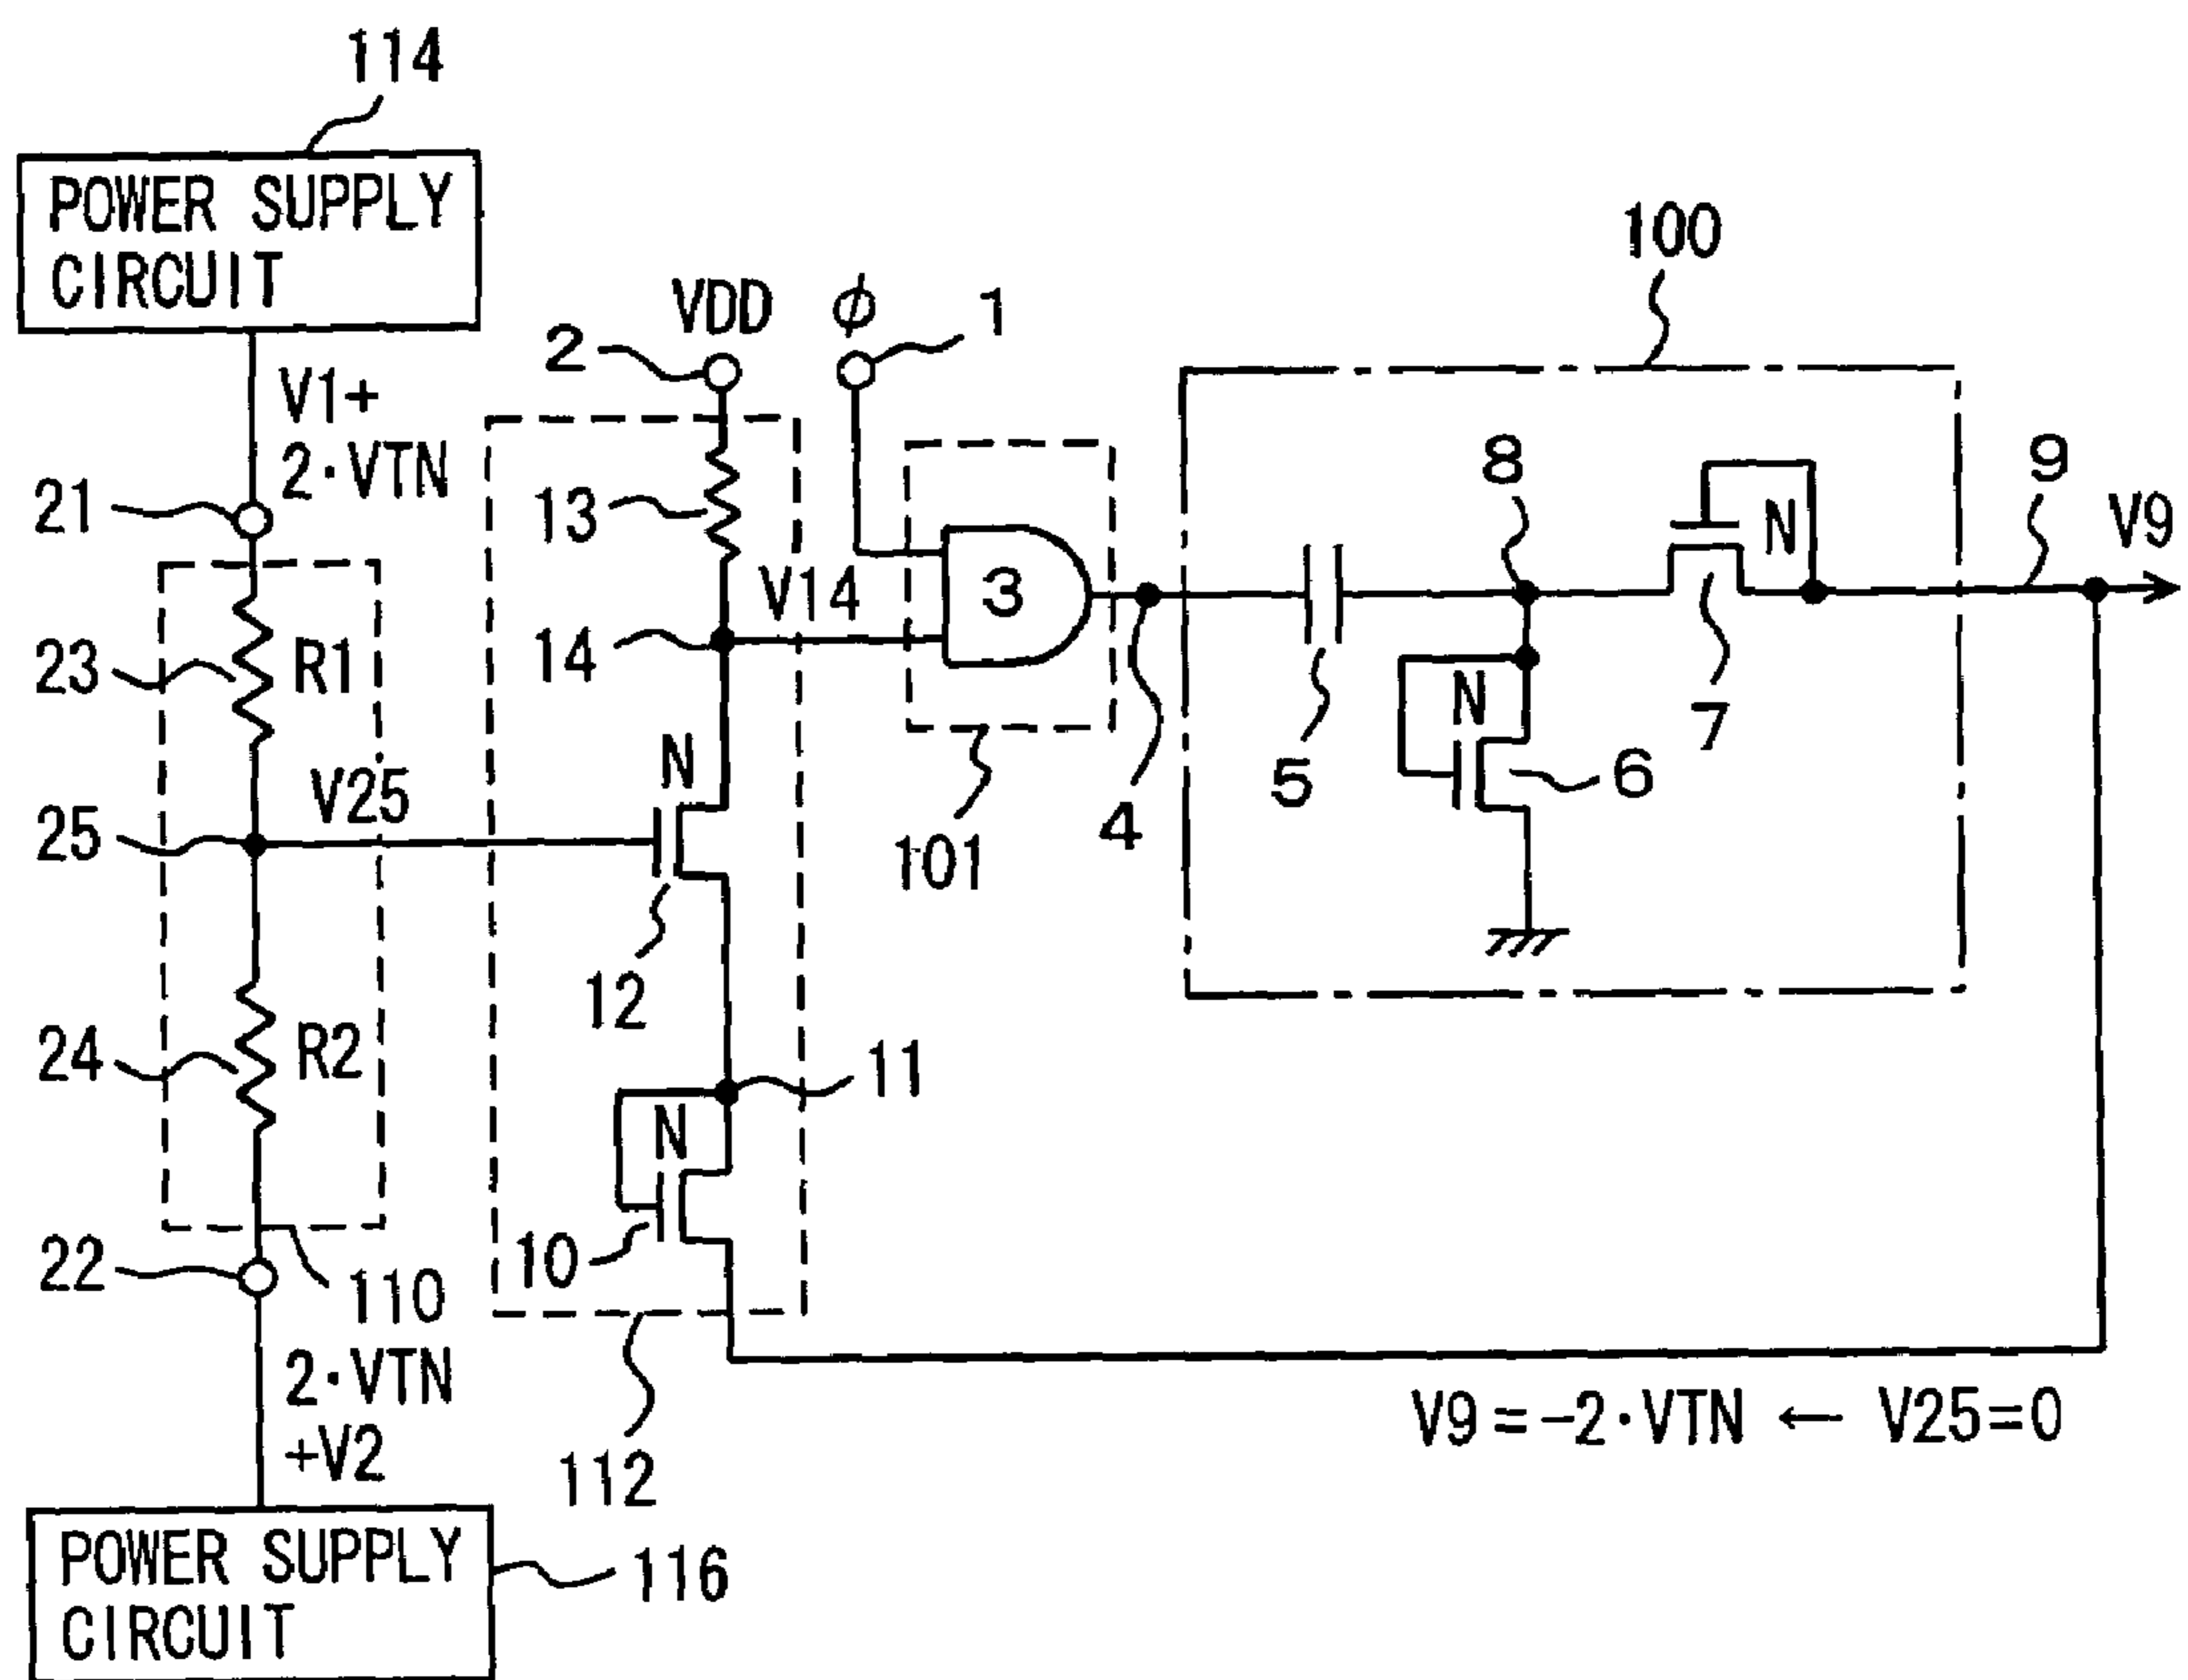 114
POWER SUPPLY
CIRCUIT
100
VDD
φ
1
2
V1+
2·VTN
8
9
V9
21
13
N
3
V14
14
23
R1
N
7
N
6
5
V25
25
4
101
12
24
R2
11
N
10
22
110
2·VTN
+V2
112
V9=-2·VTN ← V25=0
POWER SUPPLY
CIRCUIT
116